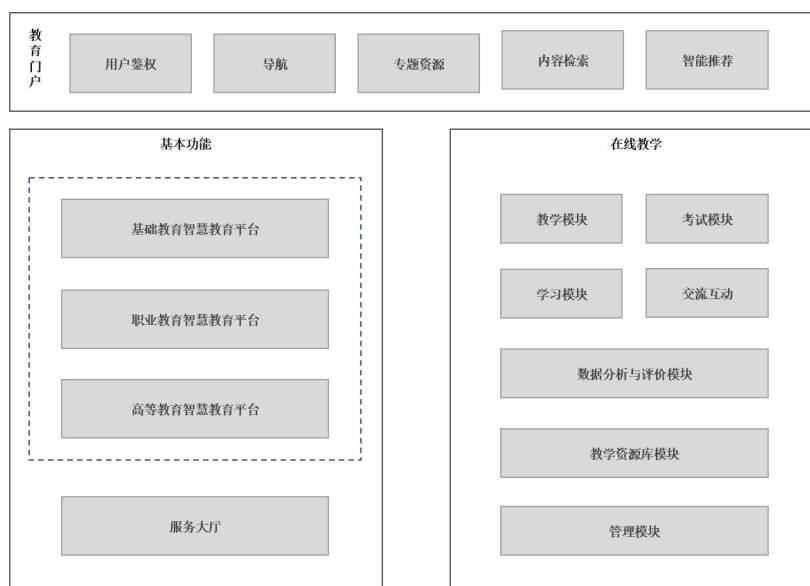 教育门户
用户鉴权
导航
专题资源
内容检索
智能推荐
基本功能
基础教育智慧教育平台
职业教育智慧教育平台
高等教育智慧教育平台
服务大厅
在线教学
教学模块
考试模块
学习模块
交流互动
数据分析与评价模块
教学资源库模块
管理模块